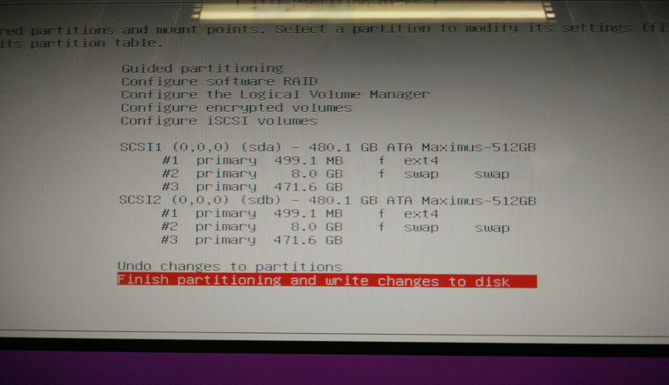 red partitions and mount points. Select a partition to modify its settings (fi
its partition table.
Guided partitioning
Configure software RAID
Configure the Logical Volume Manager
Configure encrypted volumes
Configure iSCSI volumes
SCSI1 (0,0,0) (sda) - 480.1 GB ATA Maximus-512GB
#1 primary 499.1 MB f ext4
#2 primary 8.0 GB f swap swap
#3 primary 471.6 GB
SCSI2 (0,0,0) (sdb) - 480.1 GB ATA Maximus-512GB
#1 primary 499.1 MB f ext4
#2 primary 8.0 GB f swap swap
#3 primary 471.6 GB
Undo changes to partitions
Finish partitioning and write changes to disk